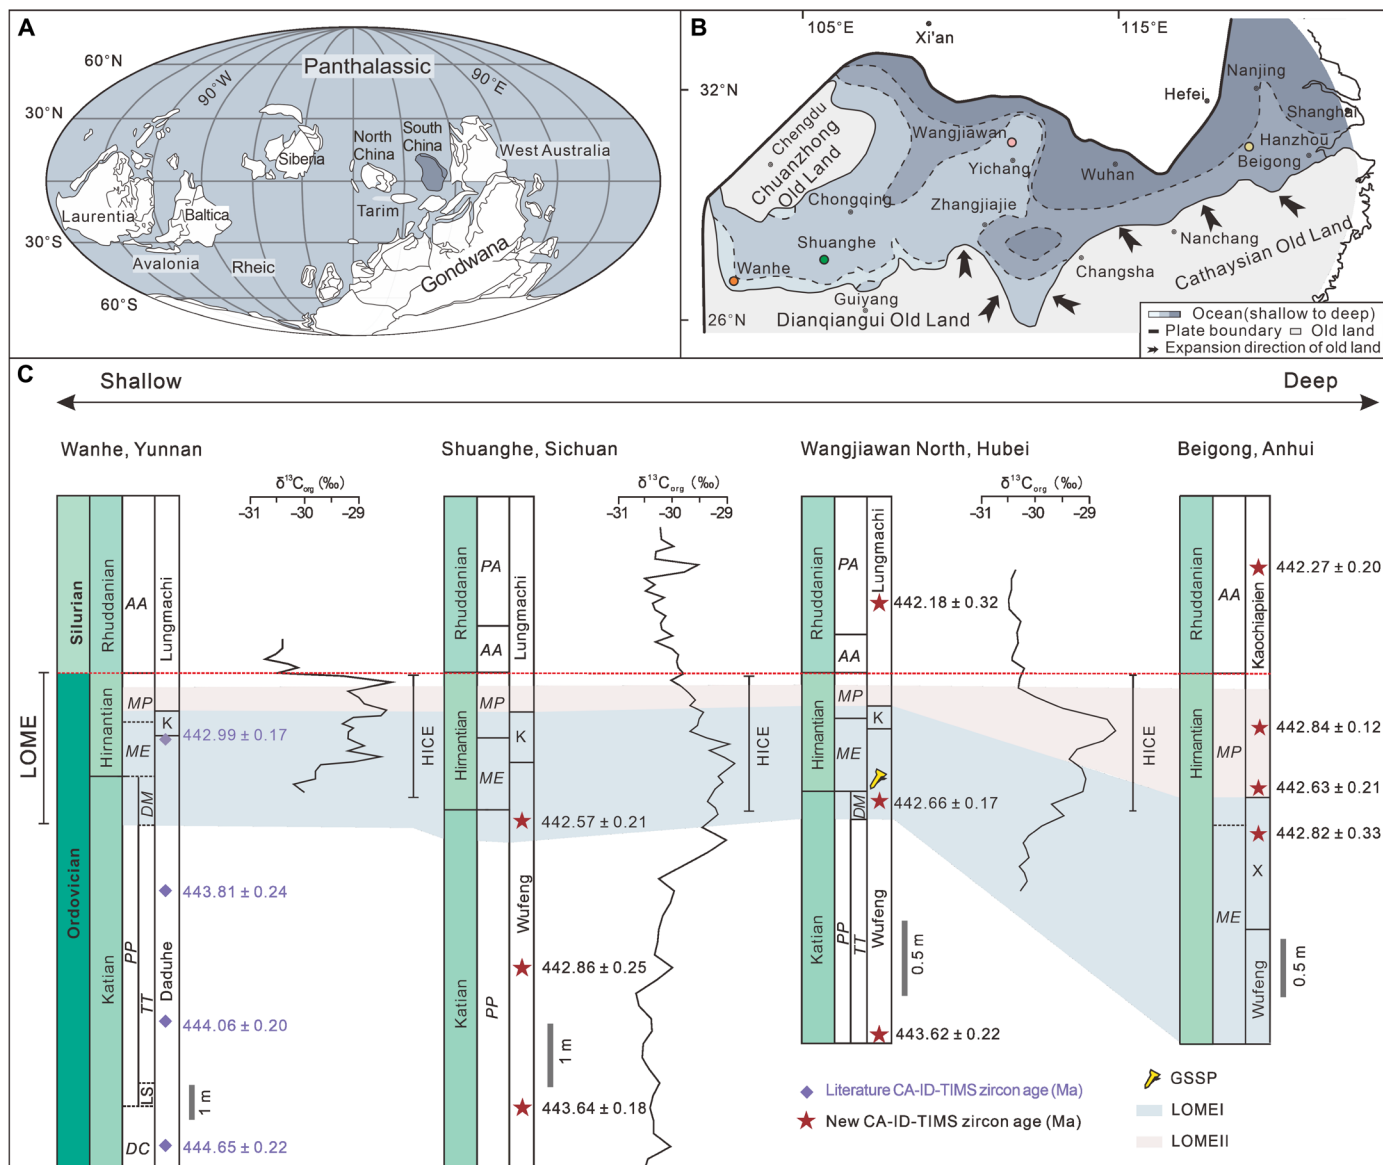 A
60°N
30°N
30°S
60°S
90°W
90°E
Panthalassic
Siberia
North
China
South
China
West Australia
Tarim
Laurentia
Baltica
Avalonia
Rheic
Gondwana
B
105°E
115°E
Xi'an
32°N
26°N
Hefei
Nanjing
Shanghai
Hanzhou
Beigong
Wangjiawan
Yichang
Wuhan
Chengdu
Chuanzhong
Old Land
Chongqing
Zhangjiajie
Shuanghe
Wanhe
Guiyang
Dianqiangui Old Land
Changsha
Nanchang
Cathaysian Old Land
Ocean(shallow to deep)
Plate boundary
Old land
Expansion direction of old land
C
Shallow
Deep
Wanhe, Yunnan
Shuanghe, Sichuan
Wangjiawan North, Hubei
Beigong, Anhui
LOME
Silurian
Ordovician
Rhuddanian
Hirnantian
Katian
AA
MP
ME
DM
PP
TT
LS
DC
Lungmachi
K
Daduhe
δ¹³Corg (‰)
−31 −30 −29
442.99 ± 0.17
443.81 ± 0.24
444.06 ± 0.20
444.65 ± 0.22
1 m
HICE
Rhuddanian
Hirnantian
Katian
PA
AA
MP
ME
PP
Lungmachi
K
Wufeng
δ¹³Corg (‰)
−31 −30 −29
442.57 ± 0.21
442.86 ± 0.25
443.64 ± 0.18
1 m
HICE
Rhuddanian
Hirnantian
Katian
PA
AA
MP
ME
DM
PP
TT
Lungmachi
K
Wufeng
δ¹³Corg (‰)
−31 −30 −29
442.18 ± 0.32
442.66 ± 0.17
443.62 ± 0.22
0.5 m
HICE
Rhuddanian
Hirnantian
AA
MP
ME
Kaochiapien
X
Wufeng
442.27 ± 0.20
442.84 ± 0.12
442.63 ± 0.21
442.82 ± 0.33
0.5 m
Literature CA-ID-TIMS zircon age (Ma)
New CA-ID-TIMS zircon age (Ma)
GSSP
LOMEI
LOMEII